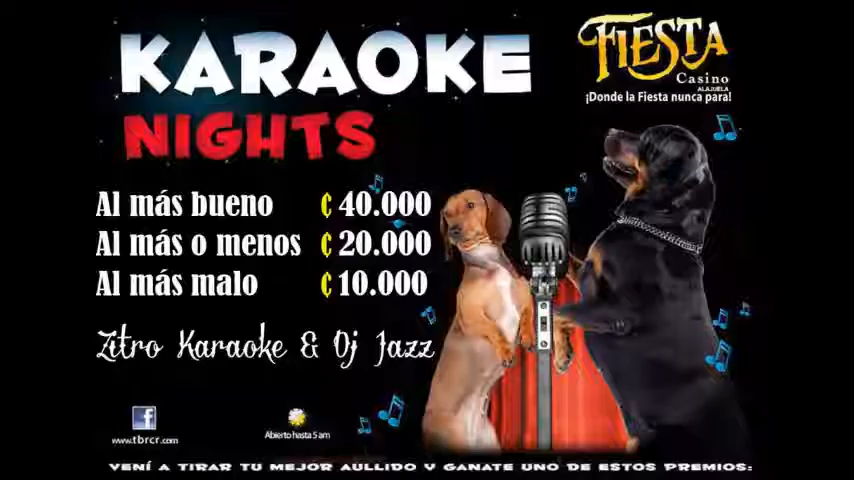 KARAOKE
NIGHTS
FIESTA
Casino
ALAJUELA
¡Donde la Fiesta nunca para!
Al más bueno ₵ 40.000
Al más o menos ₵ 20.000
Al más malo ₵ 10.000
Zitro Karaoke & Dj Jazz
f
www.tbrcr.com
Abierto hasta 5 am
VENÍ A TIRAR TU MEJOR AULLIDO Y GANATE UNO DE ESTOS PREMIOS: